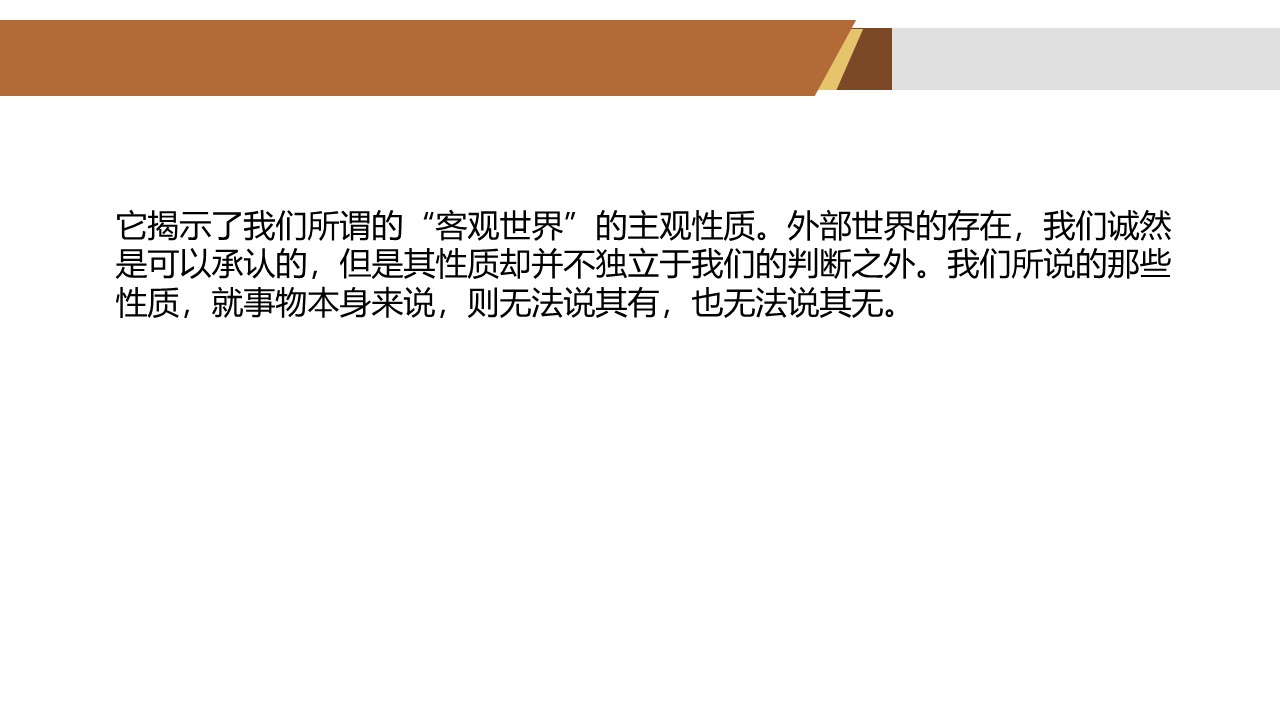 它揭示了我们所谓的“客观世界”的主观性质。外部世界的存在，我们诚然
是可以承认的，但是其性质却并不独立于我们的判断之外。我们所说的那些
性质，就事物本身来说，则无法说其有，也无法说其无。